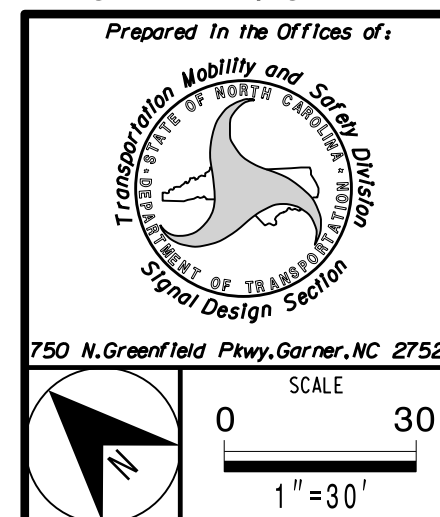 Prepared in the Offices of:
Transportation Mobility and Safety Division
STATE OF NORTH CAROLINA
DEPARTMENT OF TRANSPORTATION
Signal Design Section
750 N.Greenfield Pkwy,Garner,NC 2752
N
SCALE
0 30
1"=30'